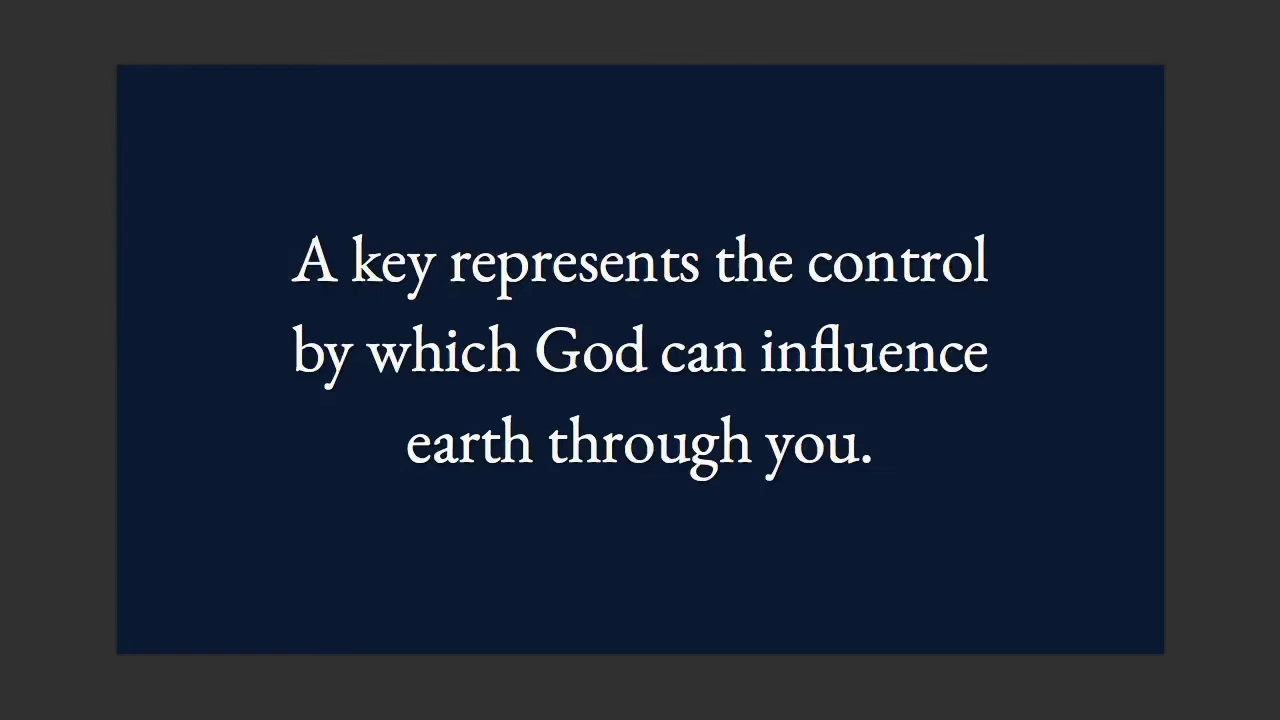 A key represents the control
by which God can influence
earth through you.